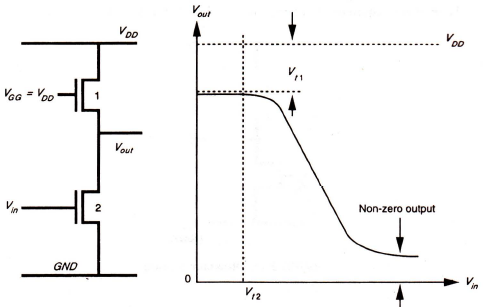 V_DD
V_GG = V_DD
1
V_out
V_in
2
GND
V_out
V_DD
V_t1
Non-zero output
0
V_t2
V_in